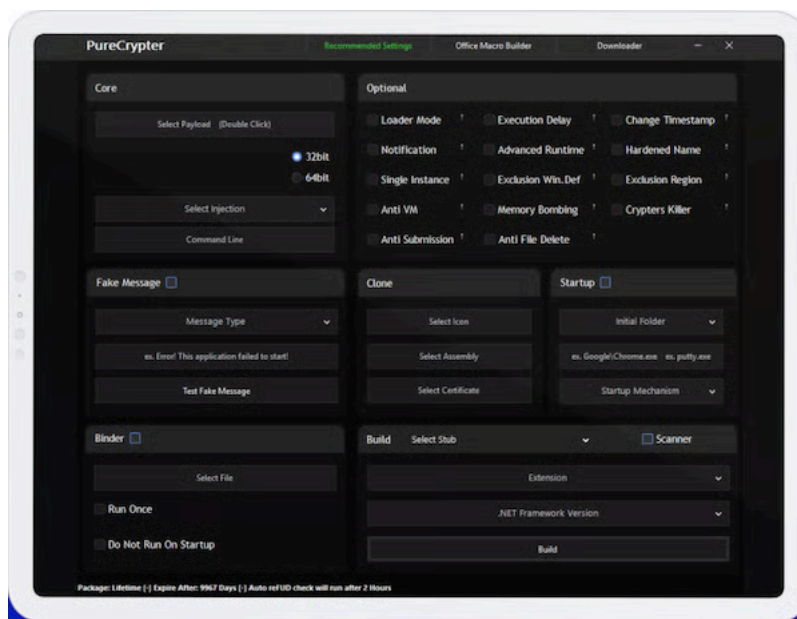 PureCrypter Recommended Settings Office Macro Builder Downloader
Core
Select Payload (Double Click)
32bit
64bit
Select Injection
Command Line
Optional
Loader Mode ? Execution Delay ? Change Timestamp ?
Notification ? Advanced Runtime ? Hardened Name ?
Single Instance ? Exclusion Win.Def ? Exclusion Region ?
Anti VM ? Memory Bombing ? Crypters Killer ?
Anti Submission ? Anti File Delete ?
Fake Message
Message Type
ex. Error! This application failed to start!
Test Fake Message
Clone
Select Icon
Select Assembly
Select Certificate
Startup
Initial Folder
ex. Google\Chrome.exe ex. putty.exe
Startup Mechanism
Binder
Select File
Run Once
Do Not Run On Startup
Build Select Stub Scanner
Extension
.NET Framework Version
Build
Package: Lifetime [-] Expire After: 9967 Days [-] Auto reFUD check will run after 2 Hours